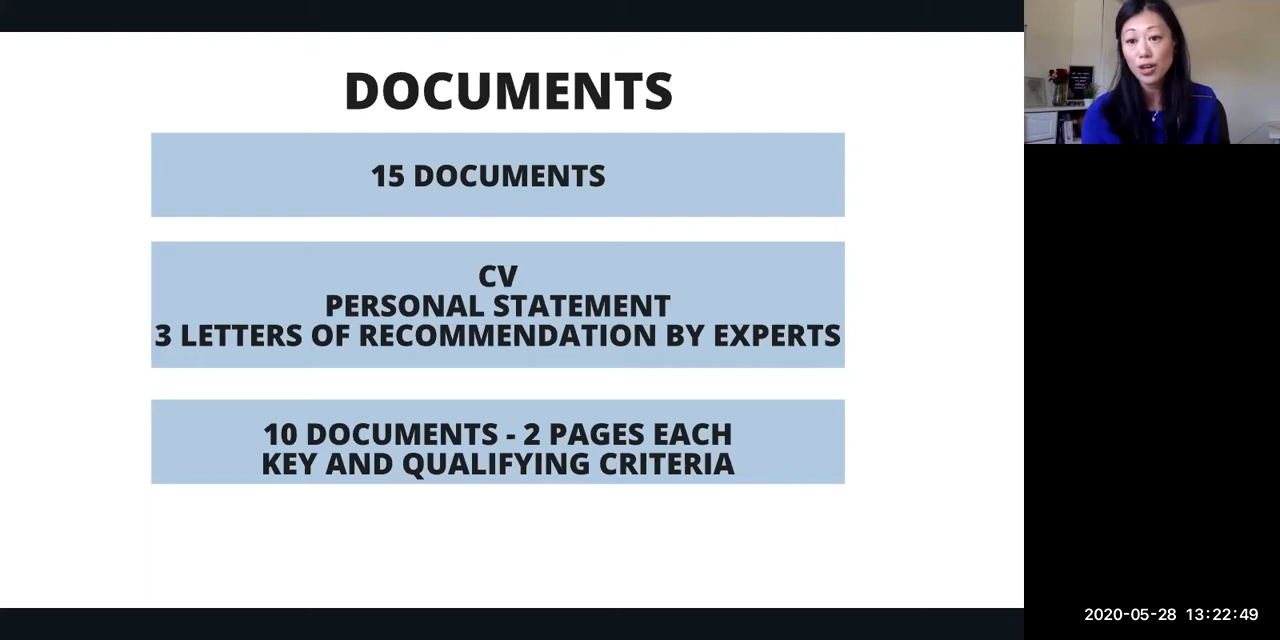 DOCUMENTS
15 DOCUMENTS
CV
PERSONAL STATEMENT
3 LETTERS OF RECOMMENDATION BY EXPERTS
10 DOCUMENTS - 2 PAGES EACH
KEY AND QUALIFYING CRITERIA
2020-05-28 13:22:49